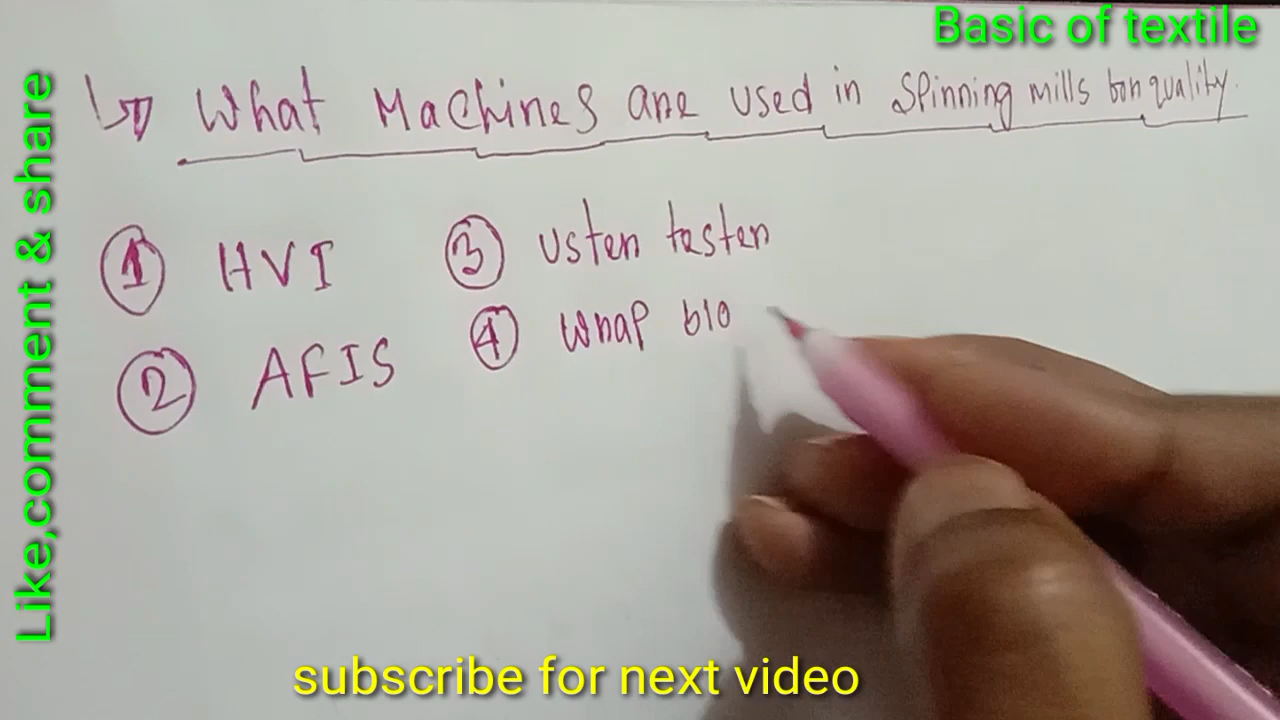 Basic of textile
What Machines are used in Spinning mills for quality.
1 HVI
2 AFIS
3 Uster tester
4 Wrap blo
Like,comment & share
subscribe for next video